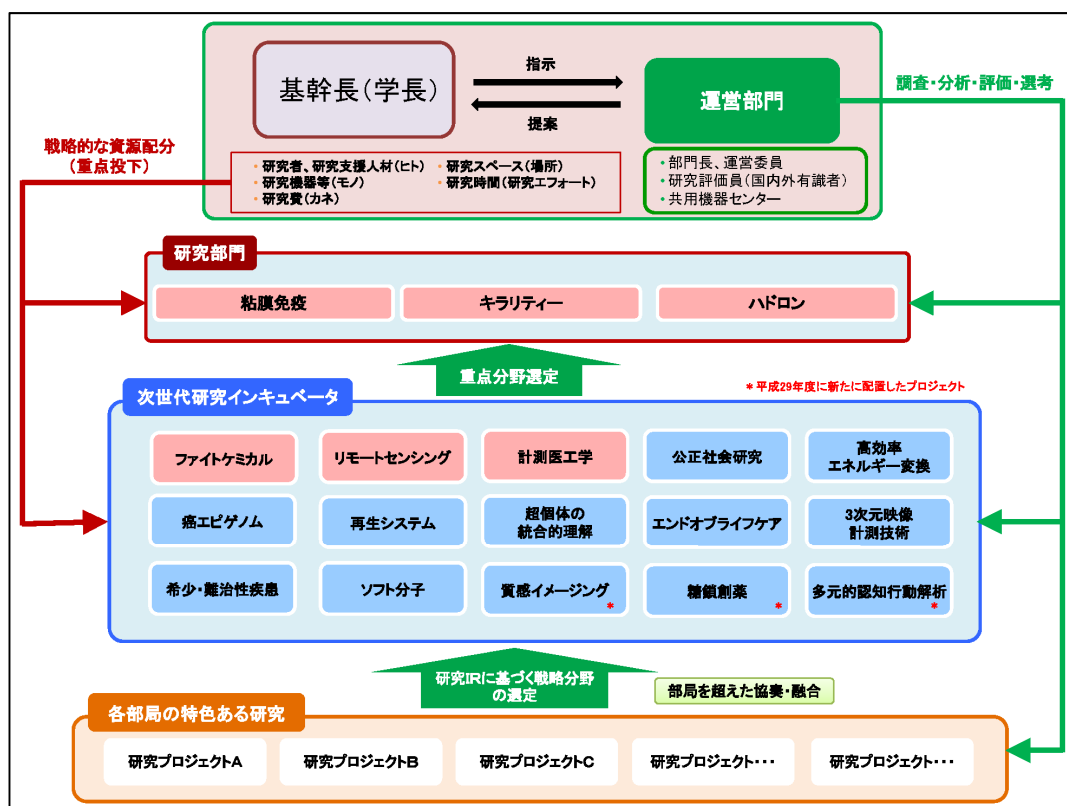 基幹長(学長)
指示
提案
運営部門
調査・分析・評価・選考
戦略的な資源配分
(重点投下)
・研究者、研究支援人材(ヒト)
・研究機器等(モノ)
・研究費(カネ)
・研究スペース(場所)
・研究時間(研究エフォート)
・部門長、運営委員
・研究評価員(国内外有識者)
・共用機器センター
研究部門
粘膜免疫
キラリティー
ハドロン
重点分野選定
*平成29年度に新たに配置したプロジェクト
次世代研究インキュベータ
ファイトケミカル
リモートセンシング
計測医工学
公正社会研究
高効率
エネルギー変換
癌エピゲノム
再生システム
超個体の
統合的理解
エンドオブライフケア
3次元映像
計測技術
希少・難治性疾患
ソフト分子
質感イメージング
*
糖鎖創薬
*
多元的認知行動解析
*
研究IRに基づく戦略分野
の選定
部局を超えた協奏・融合
各部局の特色ある研究
研究プロジェクトA
研究プロジェクトB
研究プロジェクトC
研究プロジェクト・・・
研究プロジェクト・・・